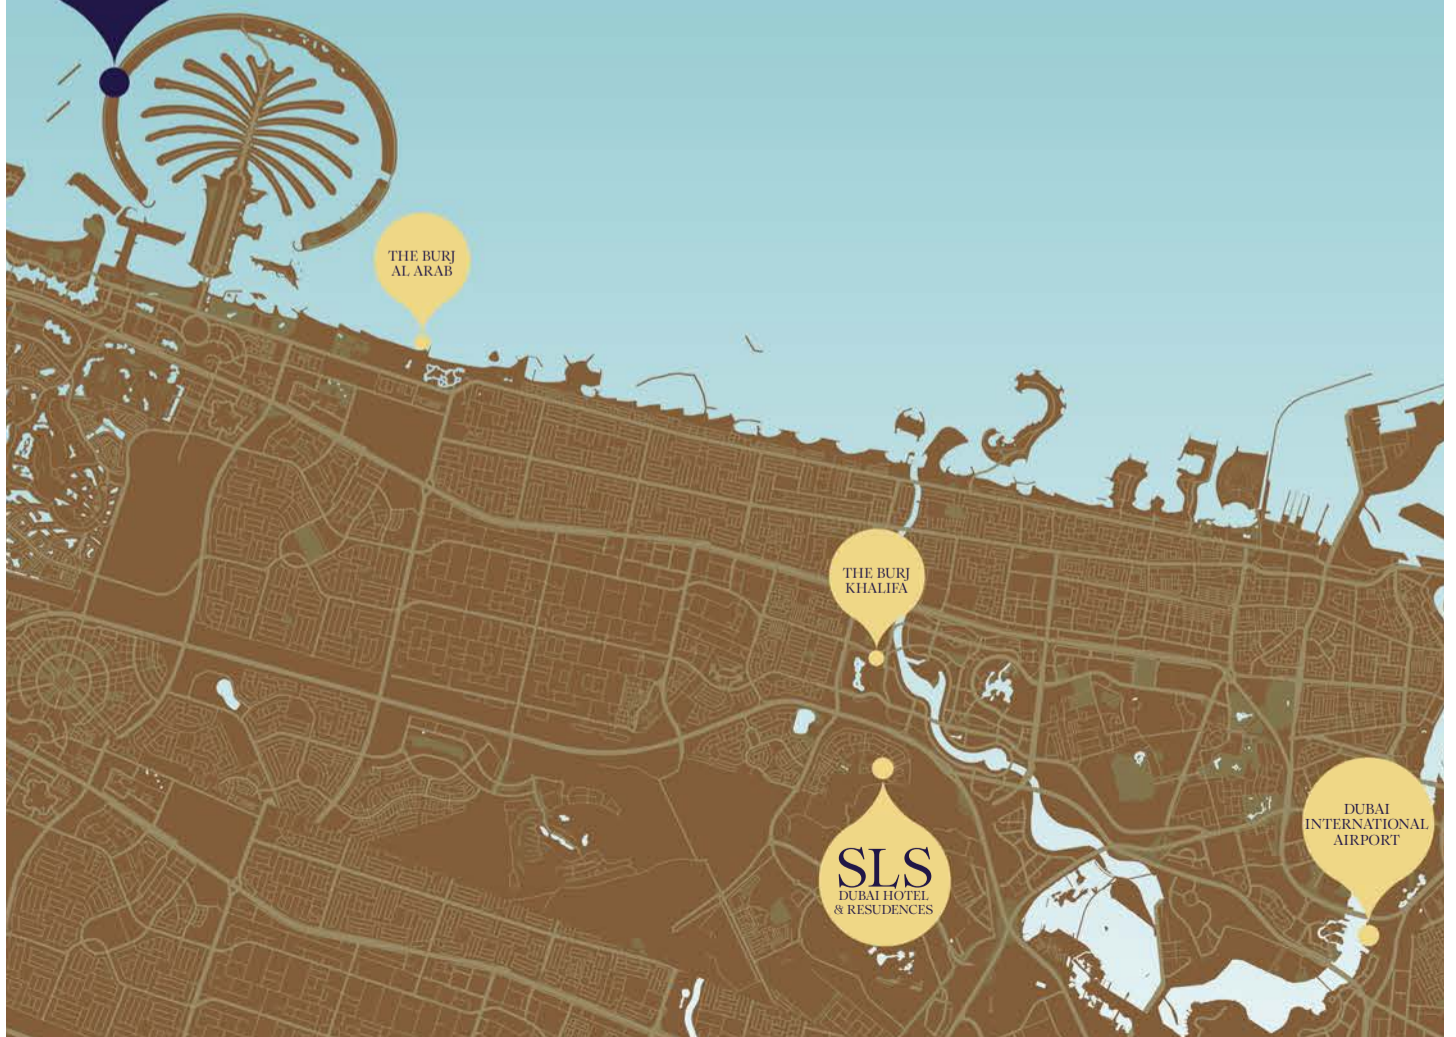 THE BURJ
AL ARAB
THE BURJ
KHALIFA
SLS
DUBAI HOTEL
& RESUDENCES
DUBAI
INTERNATIONAL
AIRPORT